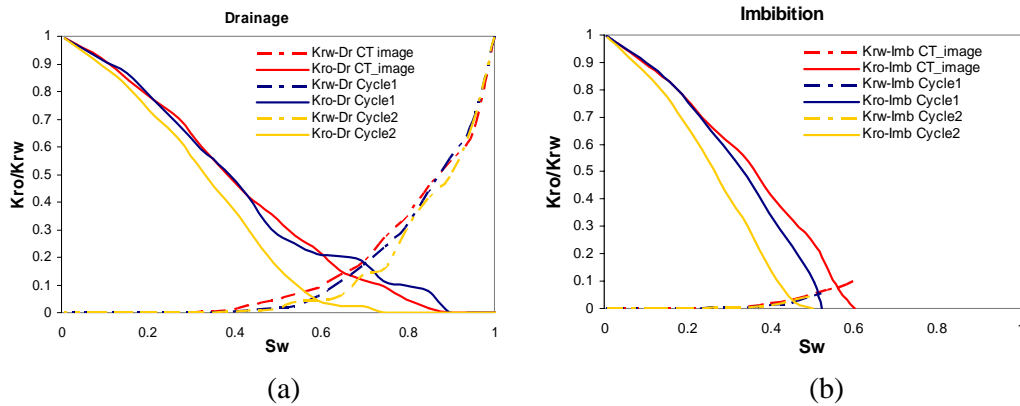 Drainage
Kro/Krw
1
0.9
0.8
0.7
0.6
0.5
0.4
0.3
0.2
0.1
0
Krw-Dr CT image
Kro-Dr CT_image
Krw-Dr Cycle1
Kro-Dr Cycle1
Krw-Dr Cycle2
Kro-Dr Cycle2
0 0.2 0.4 0.6 0.8 1
Sw
(a)
Imbibition
Kro/Krw
1
0.9
0.8
0.7
0.6
0.5
0.4
0.3
0.2
0.1
0
Krw-Imb CT_image
Kro-Imb CT_image
Krw-Imb Cycle1
Kro-Imb Cycle1
Krw-Imb Cycle2
Kro-Imb Cycle2
0 0.2 0.4 0.6 0.8 1
Sw
(b)